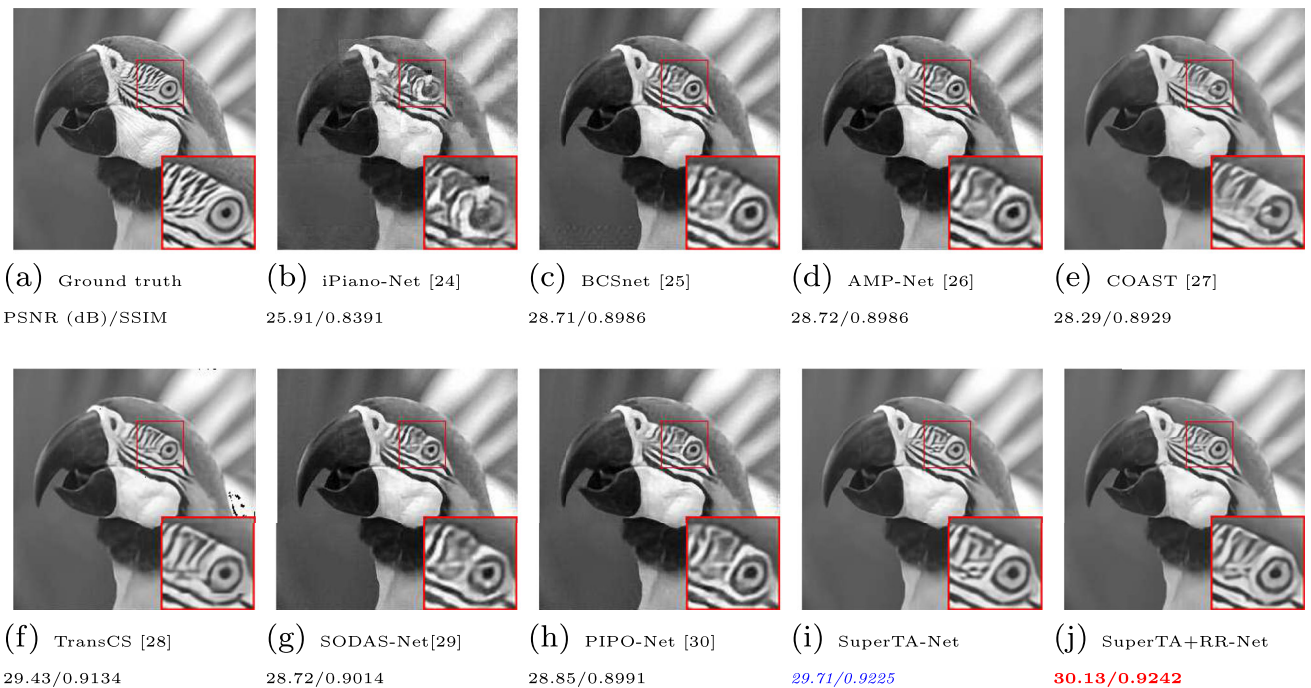 (a) Ground truth
PSNR (dB)/SSIM
(b) iPiano-Net [24]
25.91/0.8391
(c) BCSnet [25]
28.71/0.8986
(d) AMP-Net [26]
28.72/0.8986
(e) COAST [27]
28.29/0.8929
(f) TransCS [28]
29.43/0.9134
(g) SODAS-Net[29]
28.72/0.9014
(h) PIPO-Net [30]
28.85/0.8991
(i) SuperTA-Net
29.71/0.9225
(j) SuperTA+RR-Net
30.13/0.9242